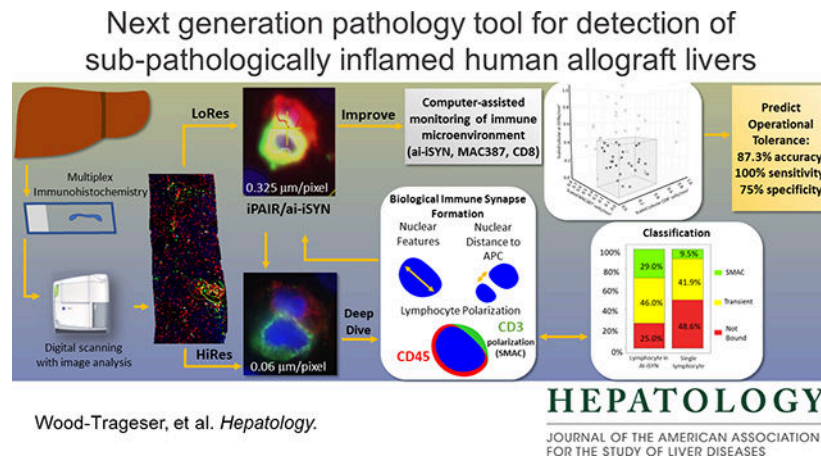 Next generation pathology tool for detection of
sub-pathologically inflamed human allograft livers
LoRes
Improve
Computer-assisted
monitoring of immune
microenvironment
(ai-iSYN, MAC387, CD8)
Predict
Operational
Tolerance:
87.3% accuracy
100% sensitivity
75% specificity
Multiplex
Immunohistochemistry
0.325 µm/pixel
iPAIR/ai-iSYN
Digital scanning
with image analysis
HiRes
0.06 µm/pixel
Deep
Dive
Biological Immune Synapse
Formation
Nuclear
Features
Nuclear
Distance to
APC
Lymphocyte Polarization
CD3
polarization
(SMAC)
CD45
Classification
100%
80%
60%
40%
20%
0%
29.0%
46.0%
25.0%
9.5%
41.9%
48.6%
SMAC
Transient
Not
Bound
Lymphocyte in
Ai-iSYN
Single
lymphocyte
Wood-Trageser, et al. Hepatology.
HEPATOLOGY
JOURNAL OF THE AMERICAN ASSOCIATION
FOR THE STUDY OF LIVER DISEASES